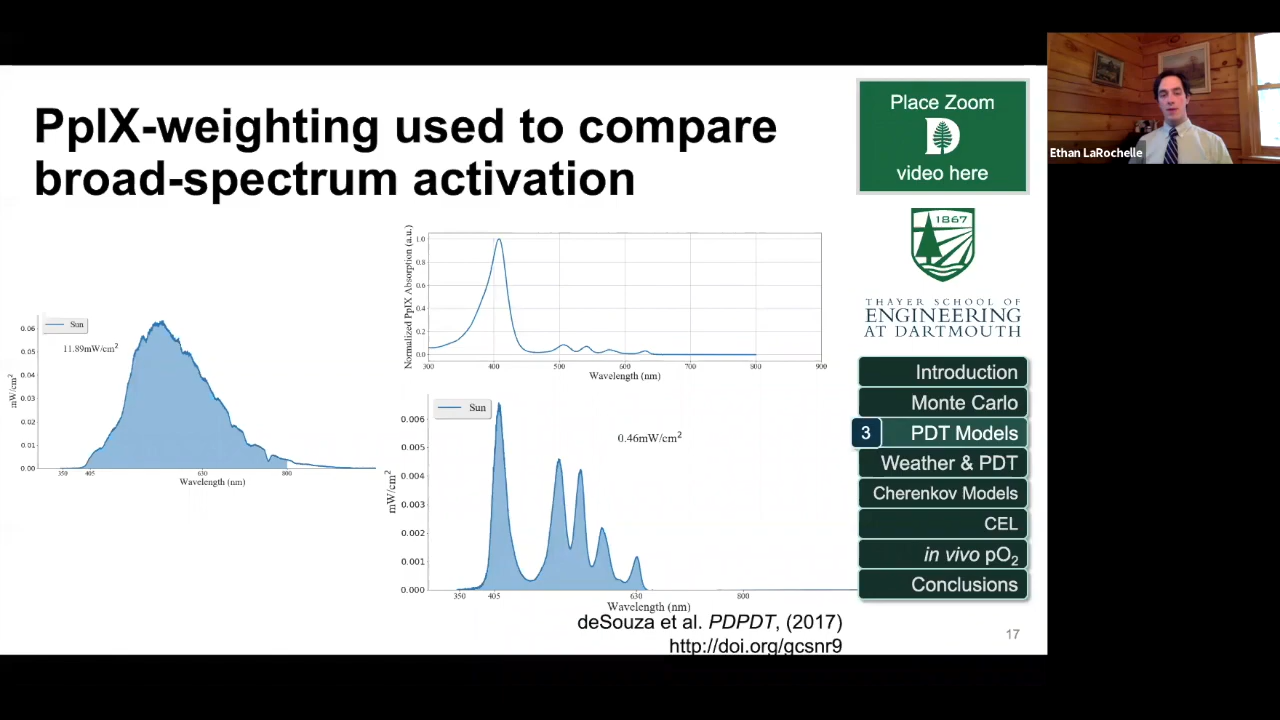 PpIX-weighting used to compare
broad-spectrum activation
Place Zoom
D
video here
Ethan LaRochelle
1867
THAYER SCHOOL OF
ENGINEERING
AT DARTMOUTH
Introduction
Monte Carlo
3 PDT Models
Weather & PDT
Cherenkov Models
CEL
in vivo pO₂
Conclusions
Sun
11.89mW/cm²
mW/cm²
0.06
0.05
0.04
0.03
0.02
0.01
0.00
350 405 630 800
Wavelength (nm)
Normalized PpIX Absorption (a.u.)
1.0
0.8
0.6
0.4
0.2
0.0
300 400 500 600 700 800 900
Wavelength (nm)
Sun
0.46mW/cm²
mW/cm²
0.006
0.005
0.004
0.003
0.002
0.001
0.000
350 405 630 800
Wavelength (nm)
deSouza et al. PDPDT, (2017)
http://doi.org/gcsnr9
17